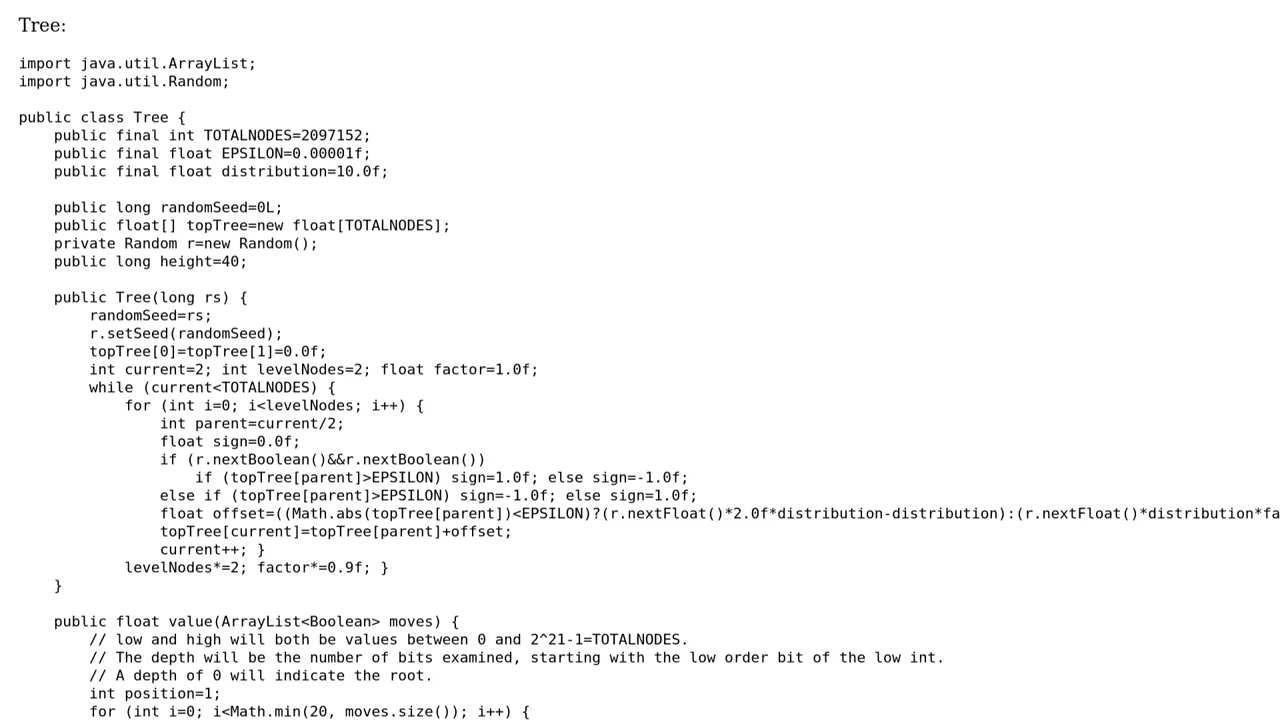 Tree:
import java.util.ArrayList;
import java.util.Random;
public class Tree {
    public final int TOTALNODES=2097152;
    public final float EPSILON=0.00001f;
    public final float distribution=10.0f;
    public long randomSeed=0L;
    public float[] topTree=new float[TOTALNODES];
    private Random r=new Random();
    public long height=40;
    public Tree(long rs) {
        randomSeed=rs;
        r.setSeed(randomSeed);
        topTree[0]=topTree[1]=0.0f;
        int current=2; int levelNodes=2; float factor=1.0f;
        while (current<TOTALNODES) {
            for (int i=0; i<levelNodes; i++) {
                int parent=current/2;
                float sign=0.0f;
                if (r.nextBoolean()&&r.nextBoolean())
                    if (topTree[parent]>EPSILON) sign=1.0f; else sign=-1.0f;
                else if (topTree[parent]>EPSILON) sign=-1.0f; else sign=1.0f;
                float offset=((Math.abs(topTree[parent])<EPSILON)?(r.nextFloat()*2.0f*distribution-distribution):(r.nextFloat()*distribution*fa
                topTree[current]=topTree[parent]+offset;
                current++; }
            levelNodes*=2; factor*=0.9f; }
    }
    public float value(ArrayList<Boolean> moves) {
        // low and high will both be values between 0 and 2^21-1=TOTALNODES.
        // The depth will be the number of bits examined, starting with the low order bit of the low int.
        // A depth of 0 will indicate the root.
        int position=1;
        for (int i=0; i<Math.min(20, moves.size()); i++) {